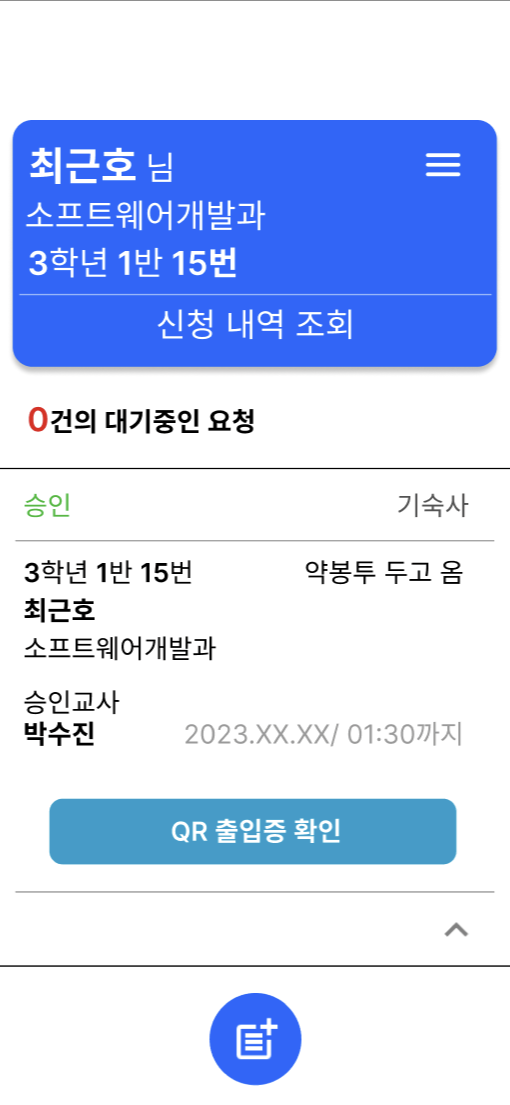 최근호 님
소프트웨어개발과
3학년 1반 15번
신청 내역 조회
0건의 대기중인 요청
승인 기숙사
3학년 1반 15번 약봉투 두고 옴
최근호
소프트웨어개발과
승인교사
박수진 2023.XX.XX/ 01:30까지
QR 출입증 확인